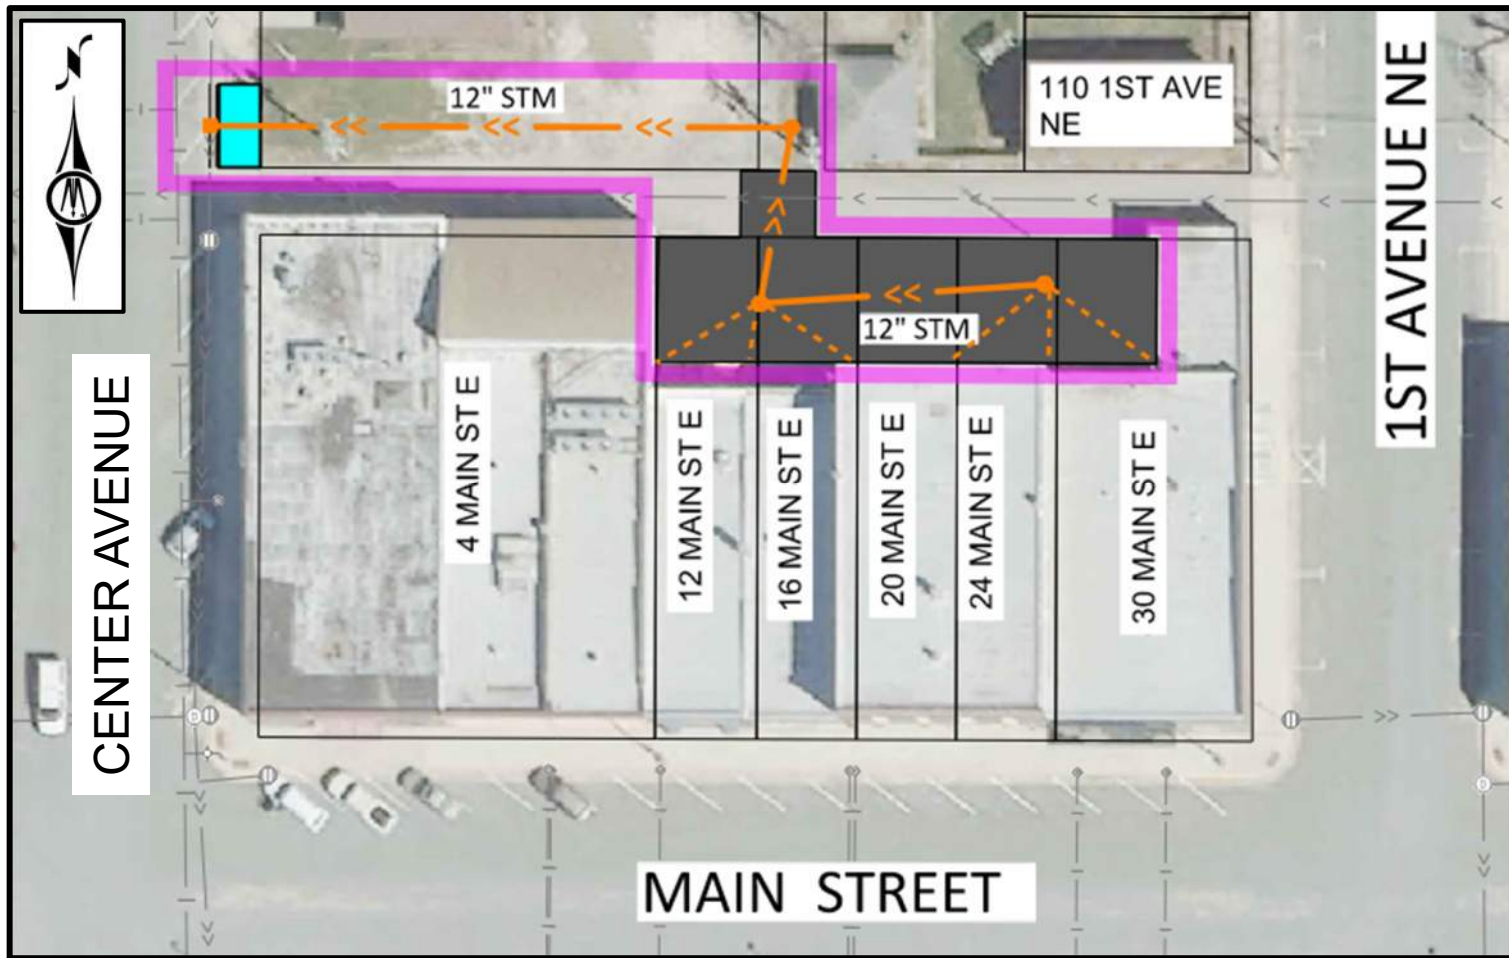 N
12" STM
110 1ST AVE
NE
1ST AVENUE NE
12" STM
CENTER AVENUE
4 MAIN ST E
12 MAIN ST E
16 MAIN ST E
20 MAIN ST E
24 MAIN ST E
30 MAIN ST E
MAIN STREET